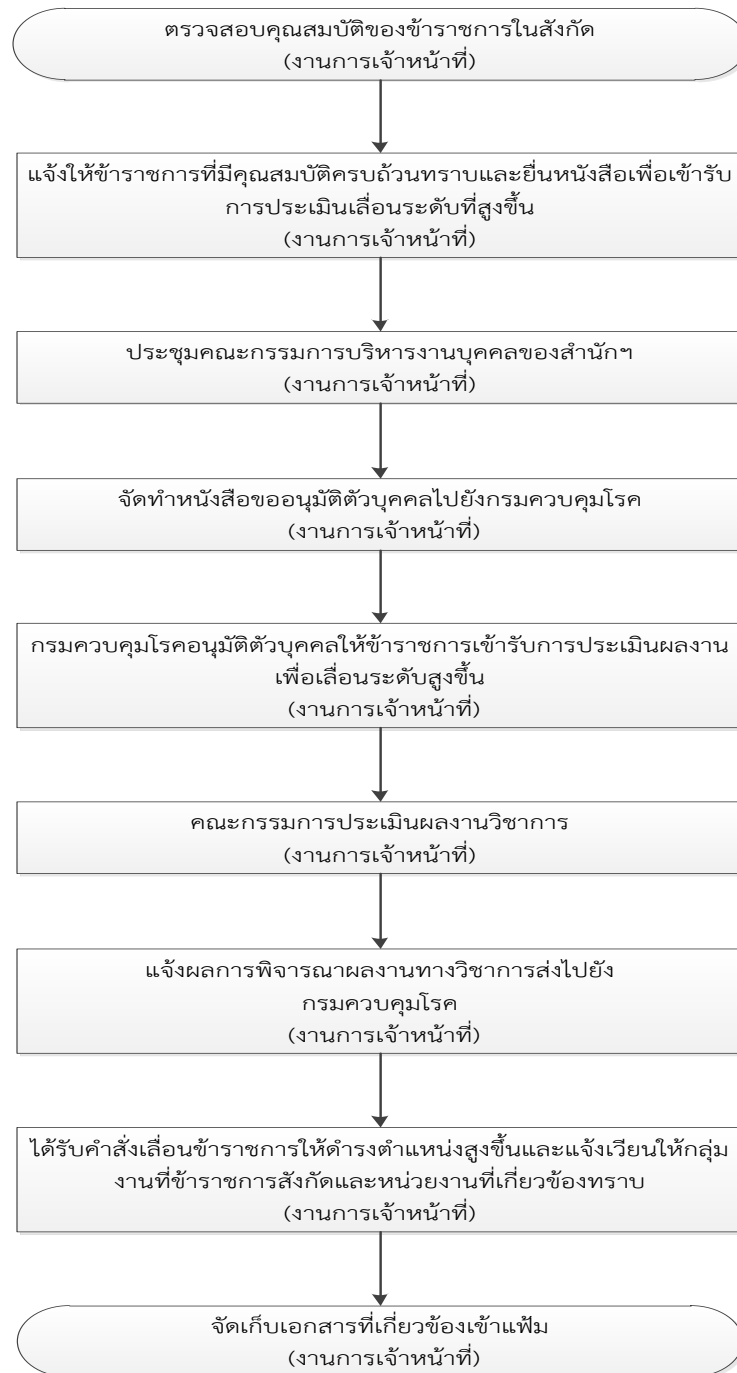 ตรวจสอบคุณสมบัติของข้าราชการในสังกัด
(งานการเจ้าหน้าที่)
แจ้งให้ข้าราชการที่มีคุณสมบัติครบถ้วนทราบและยื่นหนังสือเพื่อเข้ารับ
การประเมินเลื่อนระดับที่สูงขึ้น
(งานการเจ้าหน้าที่)
ประชุมคณะกรรมการบริหารงานบุคคลของสำนักฯ
(งานการเจ้าหน้าที่)
จัดทำหนังสือขออนุมัติตัวบุคคลไปยังกรมควบคุมโรค
(งานการเจ้าหน้าที่)
กรมควบคุมโรคอนุมัติตัวบุคคลให้ข้าราชการเข้ารับการประเมินผลงาน
เพื่อเลื่อนระดับสูงขึ้น
(งานการเจ้าหน้าที่)
คณะกรรมการประเมินผลงานวิชาการ
(งานการเจ้าหน้าที่)
แจ้งผลการพิจารณาผลงานทางวิชาการส่งไปยัง
กรมควบคุมโรค
(งานการเจ้าหน้าที่)
ได้รับคำสั่งเลื่อนข้าราชการให้ดำรงตำแหน่งสูงขึ้นและแจ้งเวียนให้กลุ่ม
งานที่ข้าราชการสังกัดและหน่วยงานที่เกี่ยวข้องทราบ
(งานการเจ้าหน้าที่)
จัดเก็บเอกสารที่เกี่ยวข้องเข้าแฟ้ม
(งานการเจ้าหน้าที่)